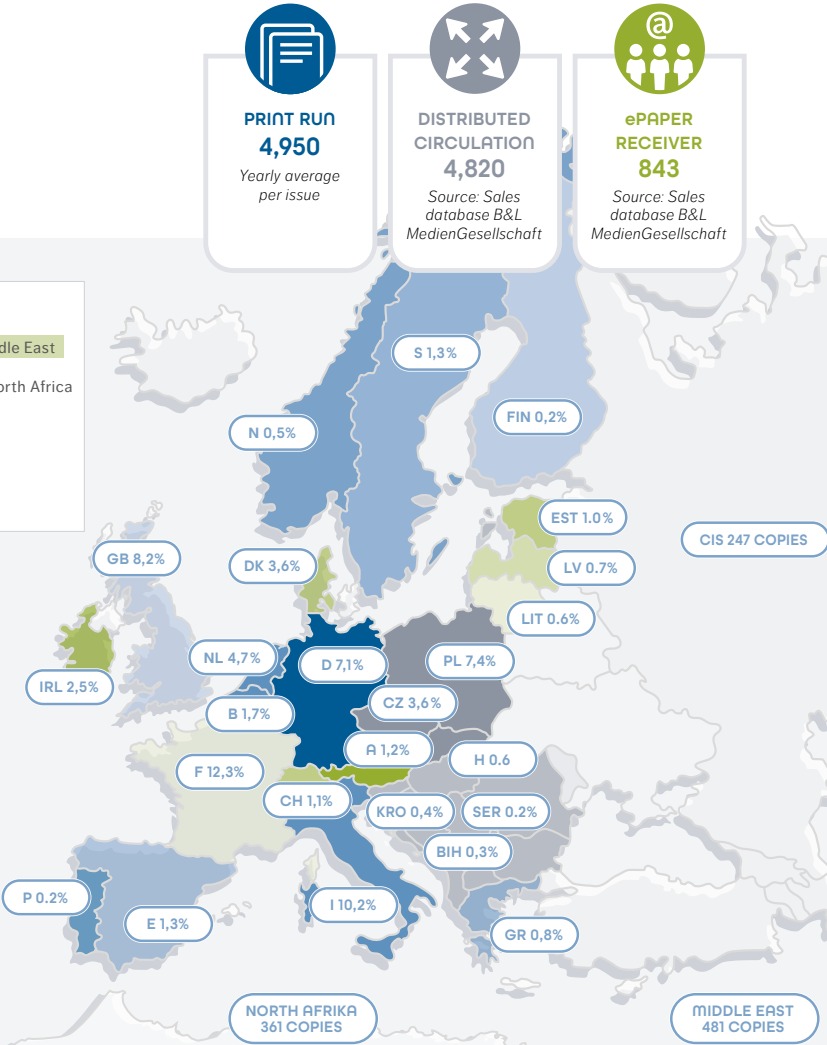 @
PRINT RUN
4,950
Yearly average
per issue
DISTRIBUTED
CIRCULATION
4,820
Source: Sales
database B&L
MedienGesellschaft
ePAPER
RECEIVER
843
Source: Sales
database B&L
MedienGesellschaft
East
Africa
S 1,3%
FIN 0,2%
N 0,5%
EST 1.0%
CIS 247 COPIES
GB 8,2%
DK 3,6%
LV 0.7%
LIT 0.6%
NL 4,7%
D 7,1%
PL 7,4%
IRL 2,5%
CZ 3,6%
B 1,7%
A 1,2%
H 0.6
F 12,3%
CH 1,1%
KRO 0,4%
SER 0.2%
BIH 0,3%
P 0.2%
I 10,2%
E 1,3%
GR 0,8%
NORTH AFRIKA
361 COPIES
MIDDLE EAST
481 COPIES